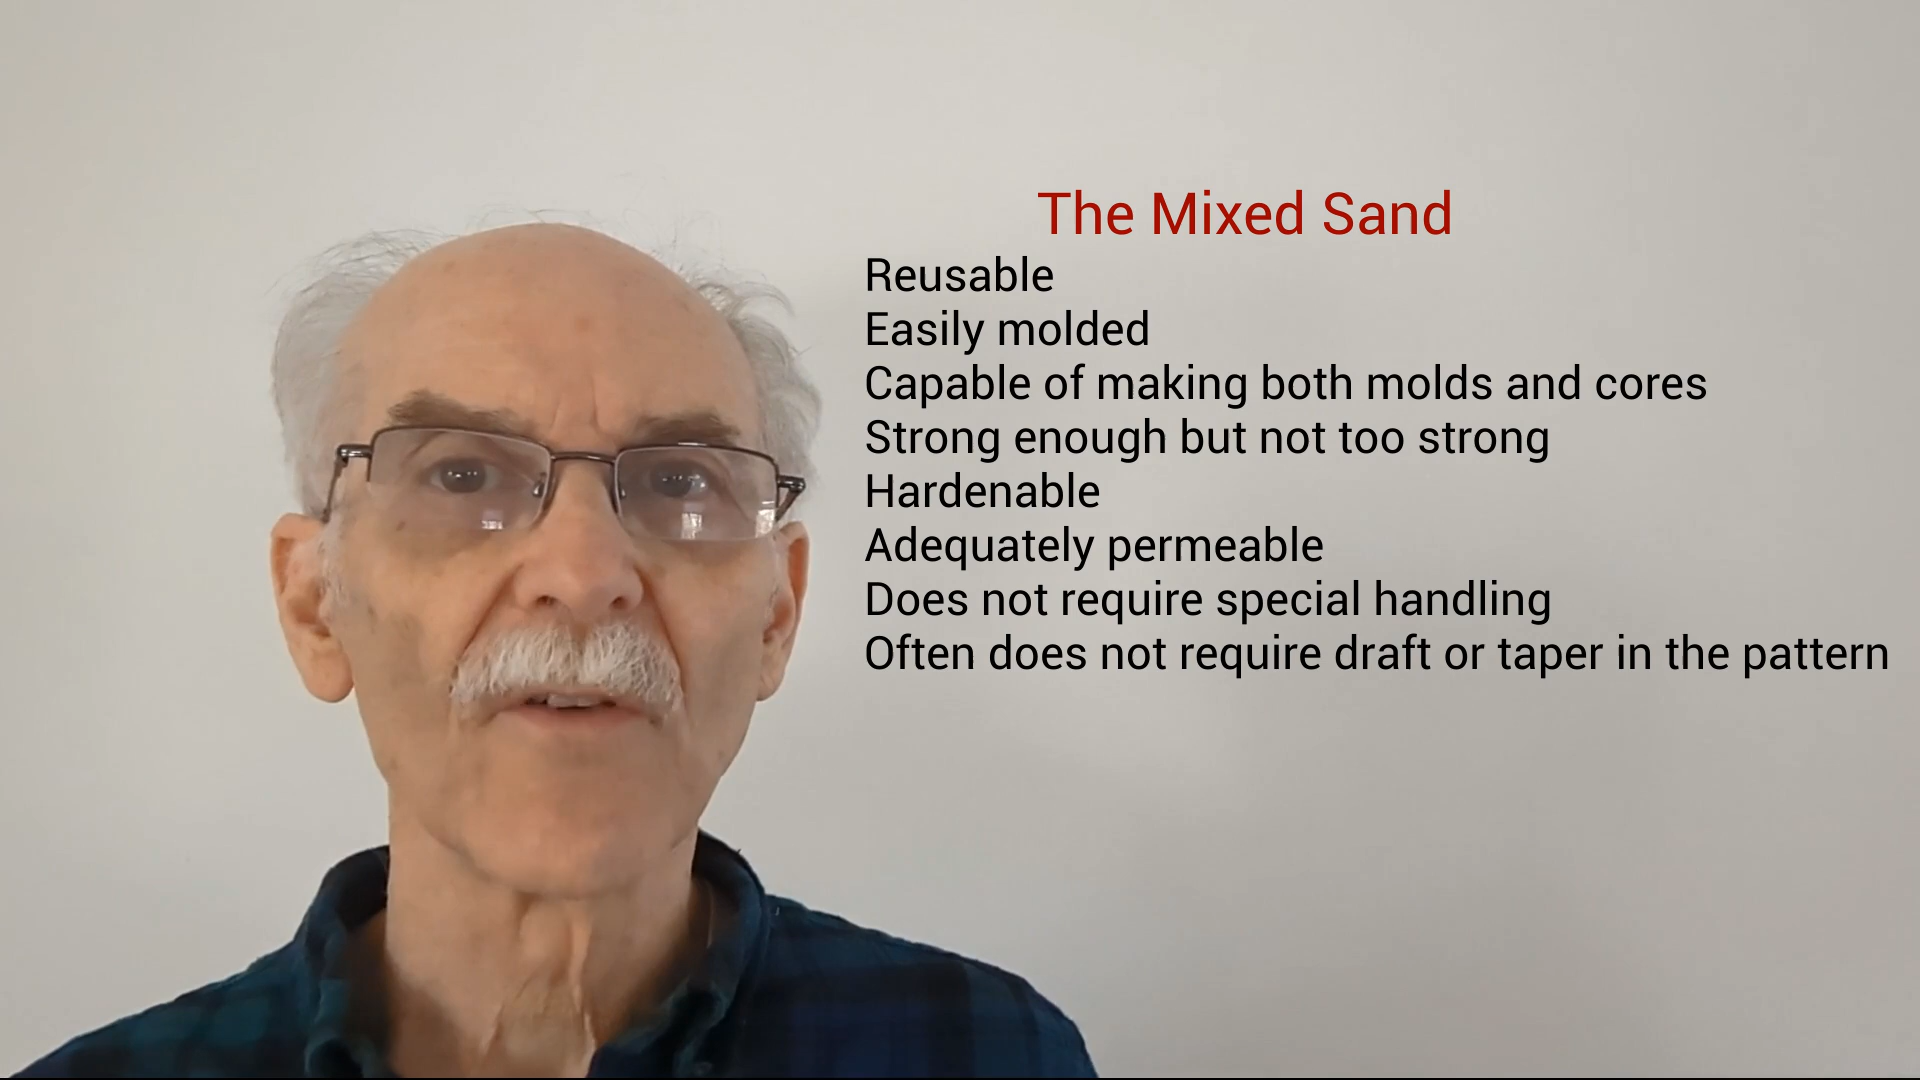 The Mixed Sand
Reusable
Easily molded
Capable of making both molds and cores
Strong enough but not too strong
Hardenable
Adequately permeable
Does not require special handling
Often does not require draft or taper in the pattern